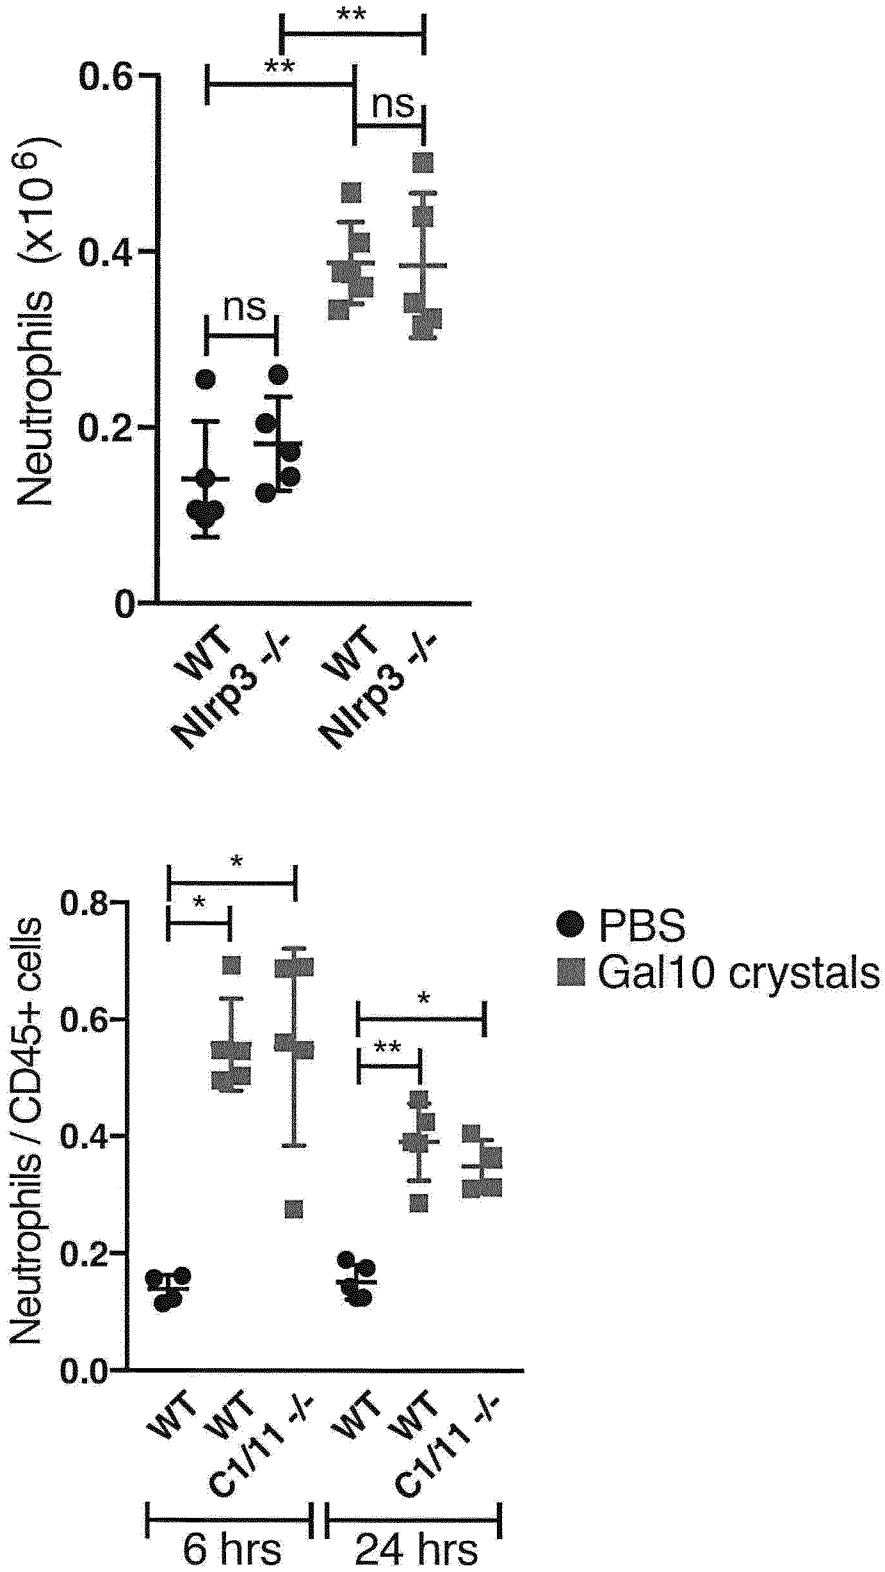 **
**
0.6
ns
Neutrophils (x10⁶)
0.4
ns
0.2
0
WT
Nlrp3 -/-
WT
Nlrp3 -/-
*
0.8
*
PBS
Gal10 crystals
Neutrophils / CD45+ cells
0.6
*
**
0.4
0.2
0.0
WT
WT
C1/11 -/-
WT
WT
C1/11 -/-
6 hrs
24 hrs